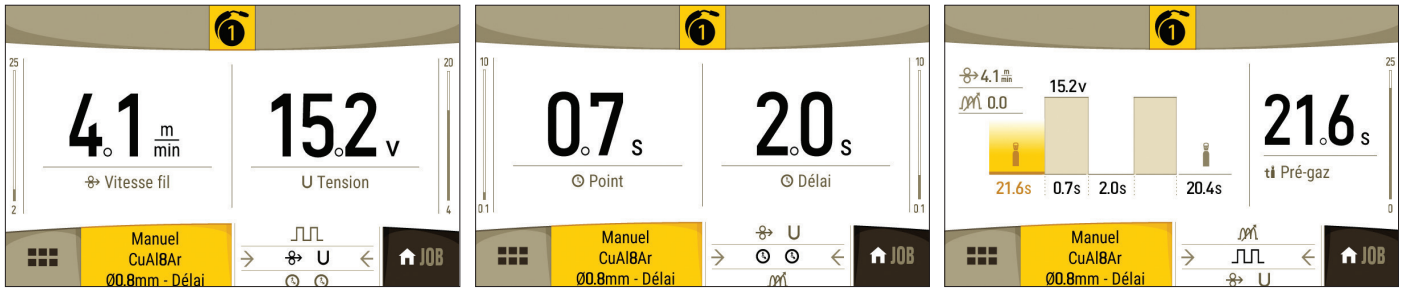 1
25
20
4.1 m/min
15.2 V
Vitesse fil
U Tension
2
4
Manuel
CuAl8Ar
Ø0.8mm - Délai
U
JOB
1
10
10
0.7 s
2.0 s
Point
Délai
0.1
0.1
Manuel
CuAl8Ar
Ø0.8mm - Délai
U
JOB
1
25
4.1 m/min
0.0
15.2V
21.6 s
Pré-gaz
21.6s 0.7s 2.0s 20.4s
0
Manuel
CuAl8Ar
Ø0.8mm - Délai
U
JOB